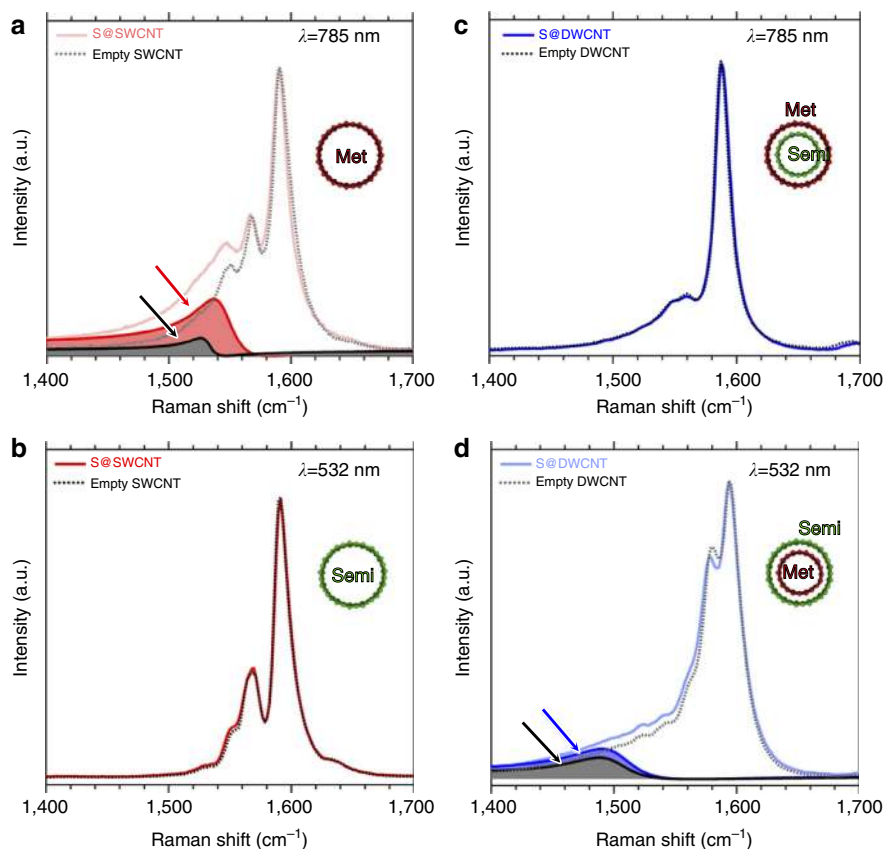 a
S@SWCNT
Empty SWCNT
λ=785 nm
Met
Intensity (a.u.)
1,400 1,500 1,600 1,700
Raman shift (cm⁻¹)
c
S@DWCNT
Empty DWCNT
λ=785 nm
Met
Semi
Intensity (a.u.)
1,400 1,500 1,600 1,700
Raman shift (cm⁻¹)
b
S@SWCNT
Empty SWCNT
λ=532 nm
Semi
Intensity (a.u.)
1,400 1,500 1,600 1,700
Raman shift (cm⁻¹)
d
S@DWCNT
Empty DWCNT
λ=532 nm
Semi
Met
Intensity (a.u.)
1,400 1,500 1,600 1,700
Raman shift (cm⁻¹)